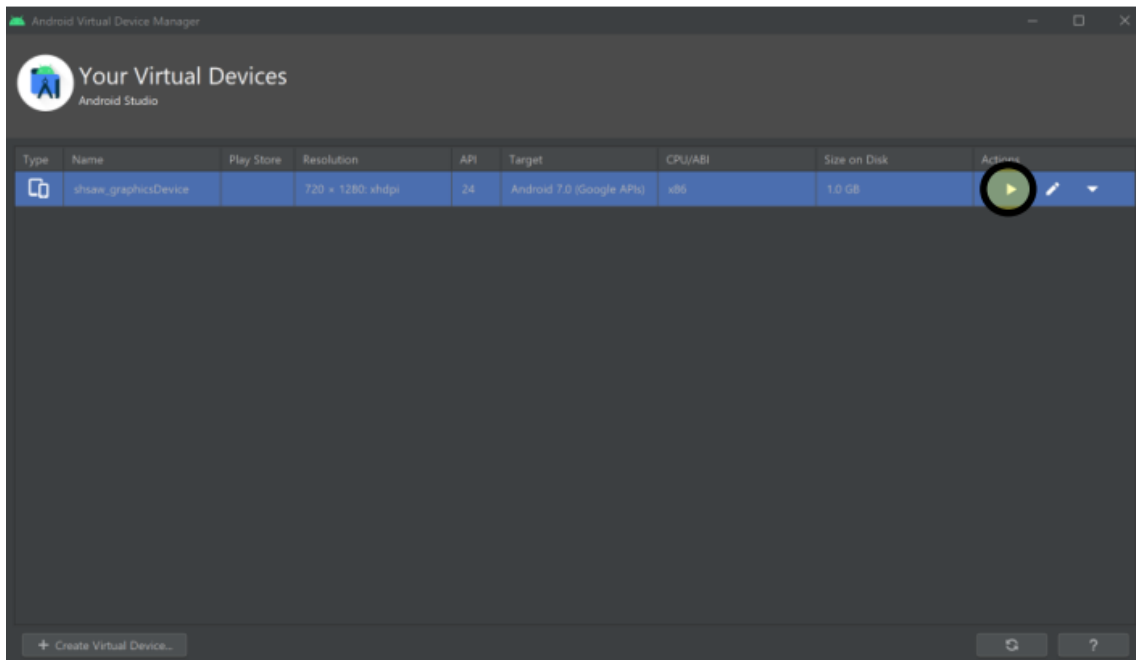 Android Virtual Device Manager
Your Virtual Devices
Android Studio
Type Name Play Store Resolution API Target CPU/ABI Size on Disk Actions
shsaw_graphicsDevice 720 × 1280: xhdpi 24 Android 7.0 (Google APIs) x86 1.0 GB
+ Create Virtual Device... ?